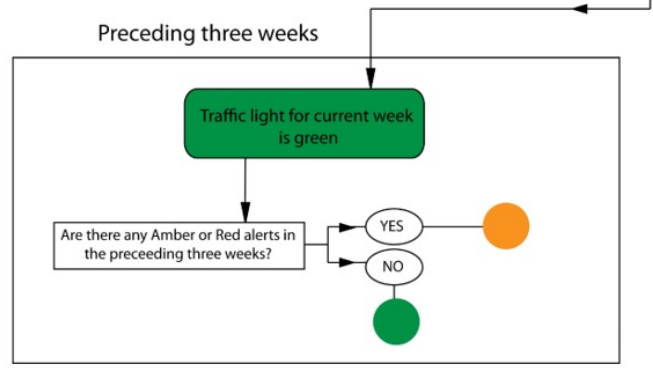 Preceding three weeks
Traffic light for current week
is green
Are there any Amber or Red alerts in
the preceeding three weeks?
YES
NO